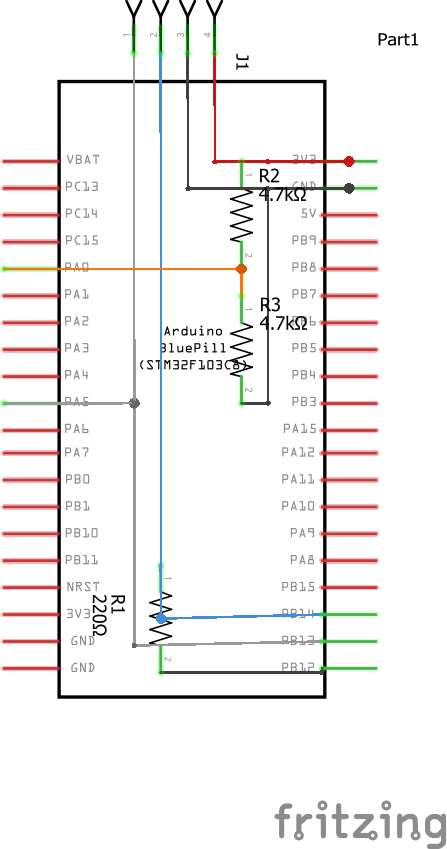 1 2 3 4
J1
Part1
VBAT 3V3
PC13 GND
PC14 5V
PC15 PB9
PA0 PB8
PA1 PB7
PA2 PB6
PA3 PB5
PA4 PB4
PA5 PB3
PA6 PA15
PA7 PA12
PB0 PA11
PB1 PA10
PB10 PA9
PB11 PA8
NRST PB15
3V3 PB14
GND PB13
GND PB12
R2
4.7kΩ
1
2
R3
4.7kΩ
1
2
Arduino
BluePill
(STM32F103C8)
R1
220Ω
1
2
fritzing